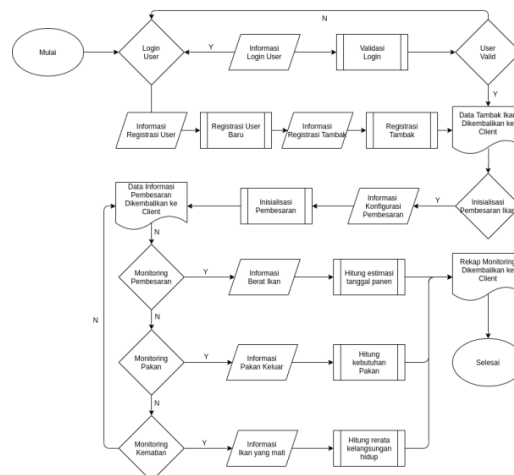 N
Mulai
Login
User
Y
Informasi
Login User
Validasi
Login
User
Valid
Y
Informasi
Registrasi User
Registrasi User
Baru
Informasi
Registrasi Tambak
Registrasi
Tambak
Data Tambak Ikan
Dikembalikan ke
Client
Data Informasi
Pembesaran
Dikembalikan ke
Client
Inisialisasi
Pembesaran
Informasi
Konfigurasi
Pembesaran
Y
Inisialisasi
Pembesaran Ikan
N
Monitoring
Pembesaran
Y
Informasi
Berat Ikan
Hitung estimasi
tanggal panen
Rekap Monitoring
Dikembalikan ke
Client
N
N
Monitoring
Pakan
Y
Informasi
Pakan Keluar
Hitung
kebutuhan
Pakan
Selesai
N
Monitoring
Kematian
Y
Informasi
Ikan yang mati
Hitung rerata
kelangsungan
hidup